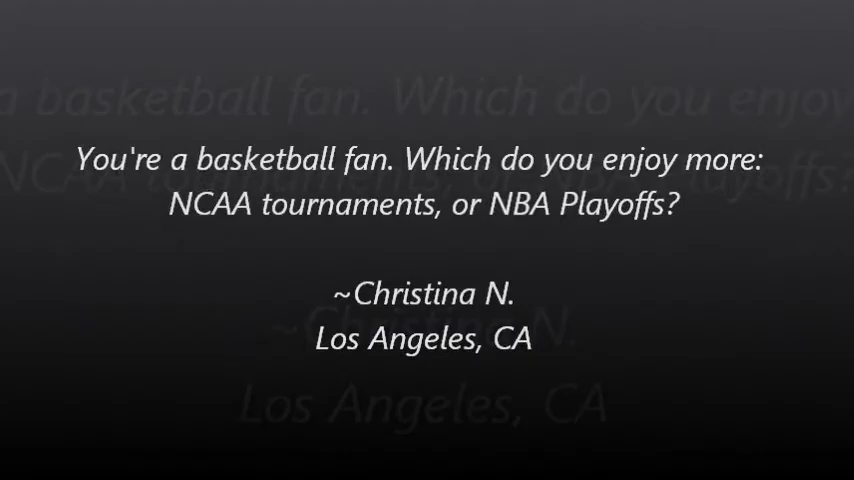 You're a basketball fan. Which do you enjoy more:
NCAA tournaments, or NBA Playoffs?
~Christina N.
Los Angeles, CA